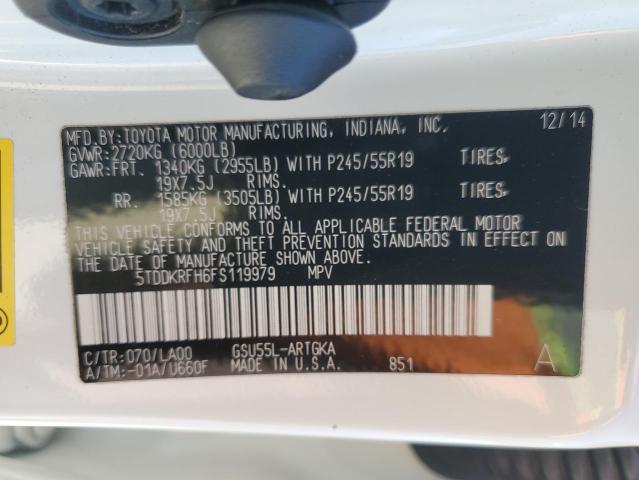 MFD.BY:TOYOTA MOTOR MANUFACTURING, INDIANA, INC. 12/14
GVWR:2720KG (6000LB)
GAWR:FRT. 1340KG (2955LB) WITH P245/55R19 TIRES,
19X7.5J RIMS.
RR. 1585KG (3505LB) WITH P245/55R19 TIRES,
19X7.5J RIMS.
THIS VEHICLE CONFORMS TO ALL APPLICABLE FEDERAL MOTOR
VEHICLE SAFETY AND THEFT PREVENTION STANDARDS IN EFFECT ON
THE DATE OF MANUFACTURE SHOWN ABOVE.
5TDDKRFH6FS119979 MPV
C/TR:070/LA00 GSU55L-ARTGKA
A/TM:-01A/U660F MADE IN U.S.A. 851 A